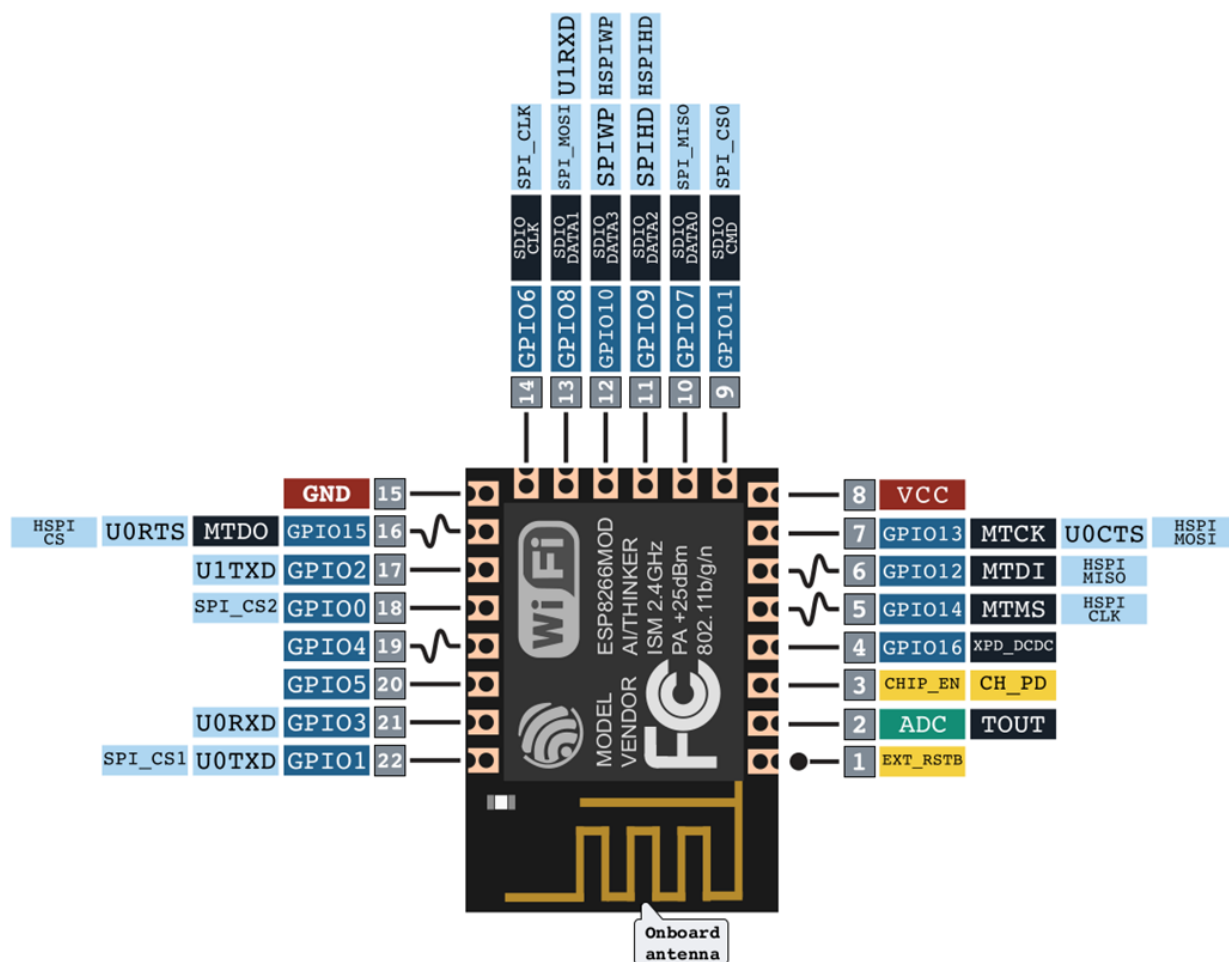 SPI_CLK
SPI_MOSI U1RXD
SPIWP HSPIWP
SPIHD HSPIHD
SPI_MISO
SPI_CS0
SDIO CLK
SDIO DATA1
SDIO DATA3
SDIO DATA2
SDIO DATA0
SDIO CMD
GPIO6
GPIO8
GPIO10
GPIO9
GPIO7
GPIO11
14
13
12
11
10
9
GND 15
HSPI CS U0RTS MTDO GPIO15 16
U1TXD GPIO2 17
SPI_CS2 GPIO0 18
GPIO4 19
GPIO5 20
U0RXD GPIO3 21
SPI_CS1 U0TXD GPIO1 22
WiFi
MODEL ESP8266MOD
VENDOR AI/THINKER
ISM 2.4GHz
PA +25dBm
802.11b/g/n
FC
8 VCC
7 GPIO13 MTCK U0CTS HSPI MOSI
6 GPIO12 MTDI HSPI MISO
5 GPIO14 MTMS HSPI CLK
4 GPIO16 XPD_DCDC
3 CHIP_EN CH_PD
2 ADC TOUT
1 EXT_RSTB
Onboard
antenna